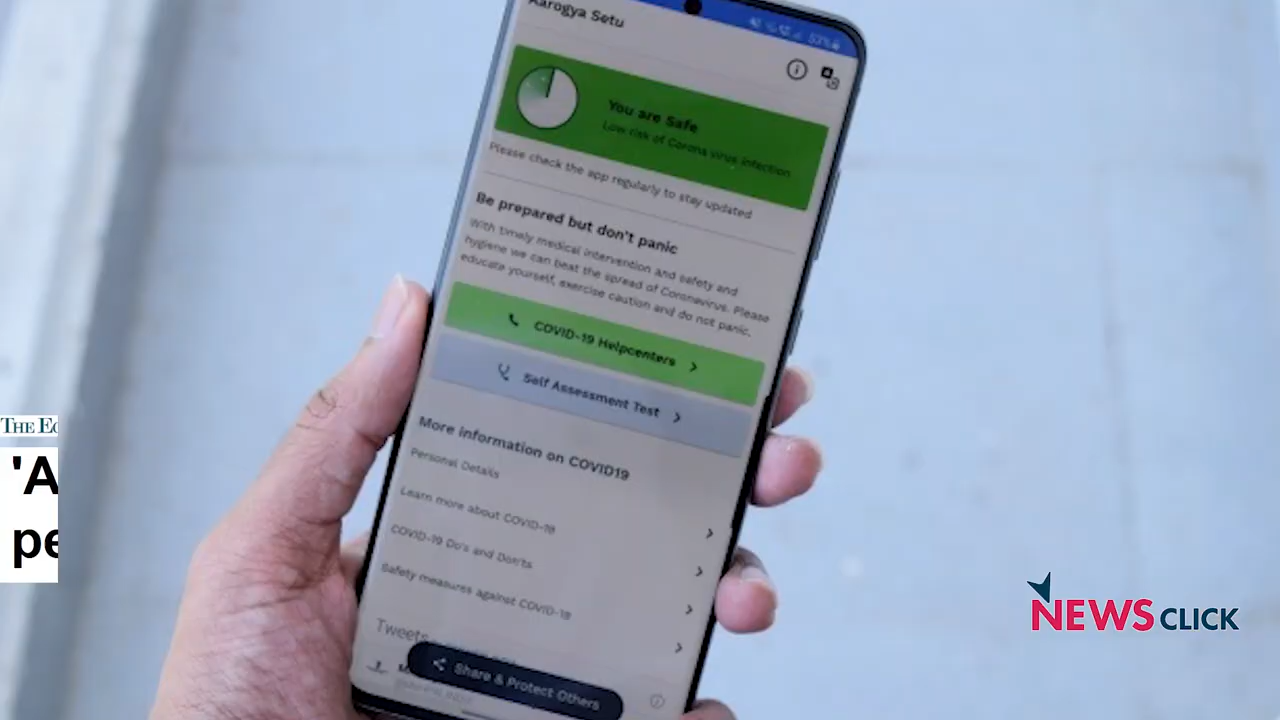 Aarogya Setu
53%
You are Safe
Low risk of Corona virus infection
Please check the app regularly to stay updated
Be prepared but don't panic
With timely medical intervention and safety and
hygiene we can beat the spread of Coronavirus. Please
educate yourself, exercise caution and do not panic.
COVID-19 Helpcenters
Self Assessment Test
More information on COVID19
Personal Details
Learn more about COVID-19
COVID-19 Do's and Don'ts
Safety measures against COVID-19
Tweets
Share & Protect Others
THE EC
'A
pe
NEWSCLICK